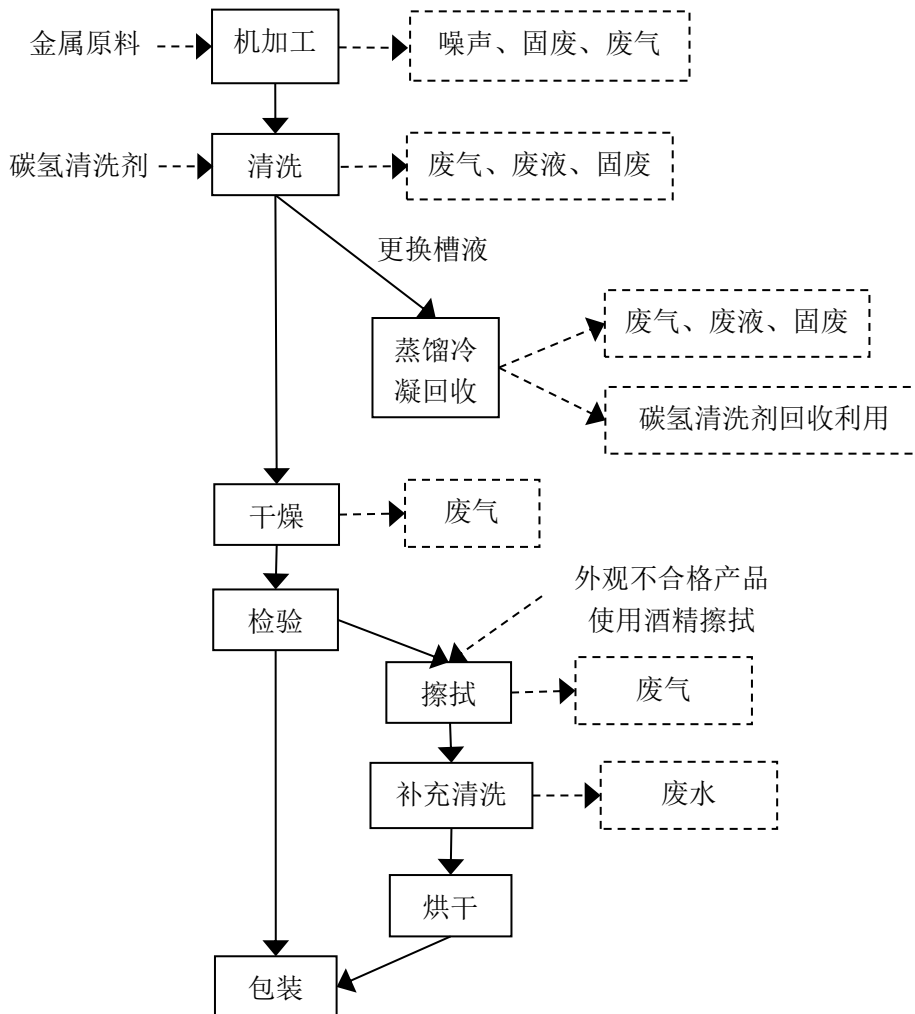 金属原料
机加工
噪声、固废、废气
碳氢清洗剂
清洗
废气、废液、固废
更换槽液
蒸馏冷
凝回收
废气、废液、固废
碳氢清洗剂回收利用
干燥
废气
外观不合格产品
使用酒精擦拭
检验
擦拭
废气
补充清洗
废水
烘干
包装